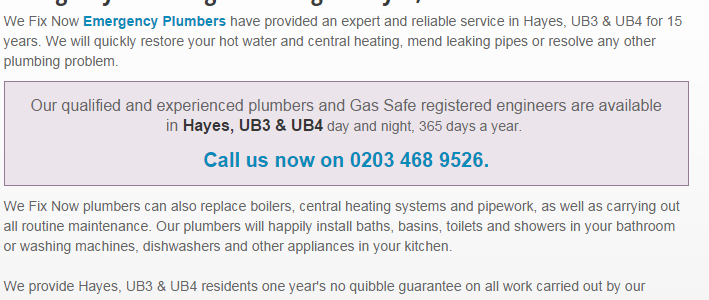 We Fix Now Emergency Plumbers have provided an expert and reliable service in Hayes, UB3 & UB4 for 15
years. We will quickly restore your hot water and central heating, mend leaking pipes or resolve any other
plumbing problem.
Our qualified and experienced plumbers and Gas Safe registered engineers are available
in Hayes, UB3 & UB4 day and night, 365 days a year.
Call us now on 0203 468 9526.
We Fix Now plumbers can also replace boilers, central heating systems and pipework, as well as carrying out
all routine maintenance. Our plumbers will happily install baths, basins, toilets and showers in your bathroom
or washing machines, dishwashers and other appliances in your kitchen.
We provide Hayes, UB3 & UB4 residents one year's no quibble guarantee on all work carried out by our